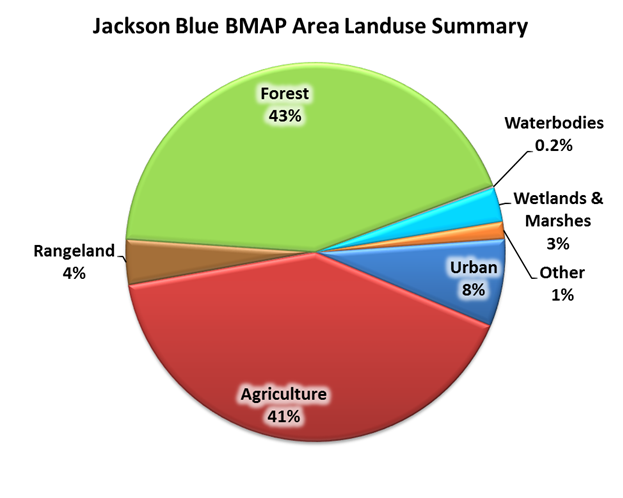 Jackson Blue BMAP Area Landuse Summary
Forest
43%
Waterbodies
0.2%
Wetlands &
Marshes
3%
Rangeland
4%
Urban
8%
Other
1%
Agriculture
41%